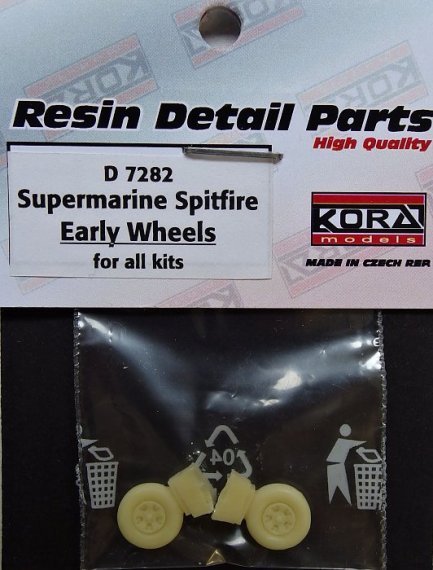 Resin Detail Parts
High Quality
D 7282
Supermarine Spitfire
Early Wheels
for all kits
KORA
models
MADE IN CZECH REP.
04